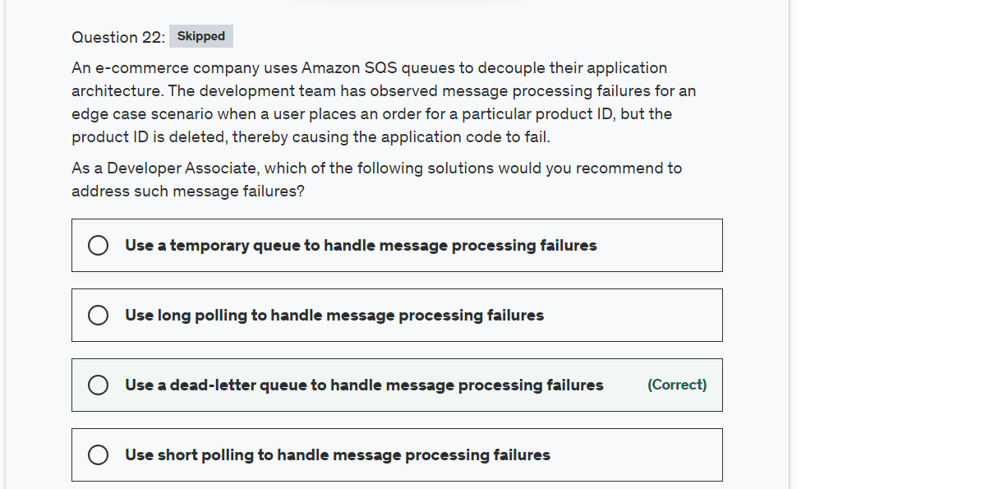 Question 22: Skipped
An e-commerce company uses Amazon SQS queues to decouple their application
architecture. The development team has observed message processing failures for an
edge case scenario when a user places an order for a particular product ID, but the
product ID is deleted, thereby causing the application code to fail.
As a Developer Associate, which of the following solutions would you recommend to
address such message failures?
Use a temporary queue to handle message processing failures
Use long polling to handle message processing failures
Use a dead-letter queue to handle message processing failures (Correct)
Use short polling to handle message processing failures